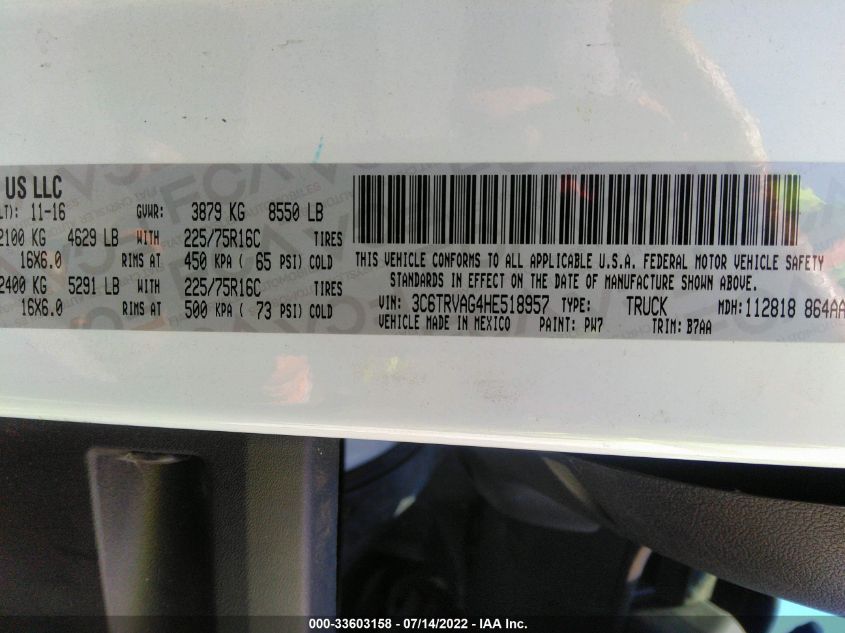 US LLC
LT): 11-16 GVWR: 3879 KG 8550 LB
2100 KG 4629 LB WITH 225/75R16C TIRES
16X6.0 RIMS AT 450 KPA ( 65 PSI) COLD
2400 KG 5291 LB WITH 225/75R16C TIRES
16X6.0 RIMS AT 500 KPA ( 73 PSI) COLD
THIS VEHICLE CONFORMS TO ALL APPLICABLE U.S.A. FEDERAL MOTOR VEHICLE SAFETY
STANDARDS IN EFFECT ON THE DATE OF MANUFACTURE SHOWN ABOVE.
VIN: 3C6TRVAG4HE518957 TYPE: TRUCK MDH: 112818 864AA
VEHICLE MADE IN MEXICO PAINT: PW7 TRIM: B7AA
000-33603158 - 07/14/2022 - IAA Inc.